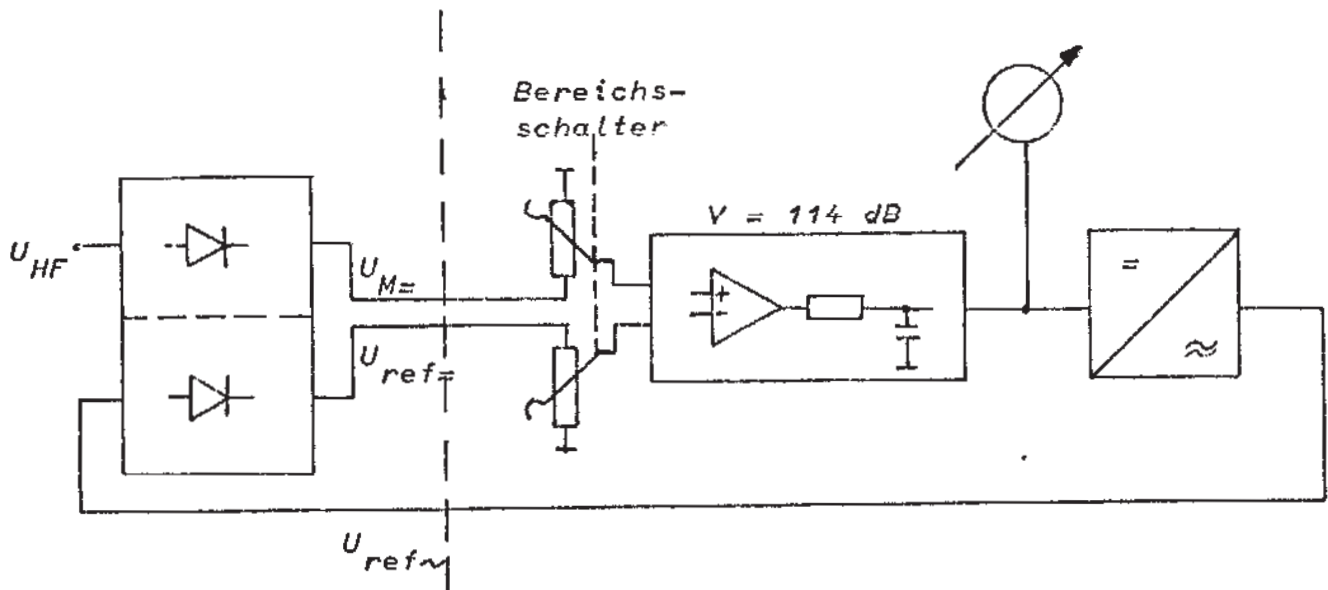 Bereichs-
schalter
V = 114 dB
U_HF
U_M=
U_ref=
+
−
=
≈
U_ref~